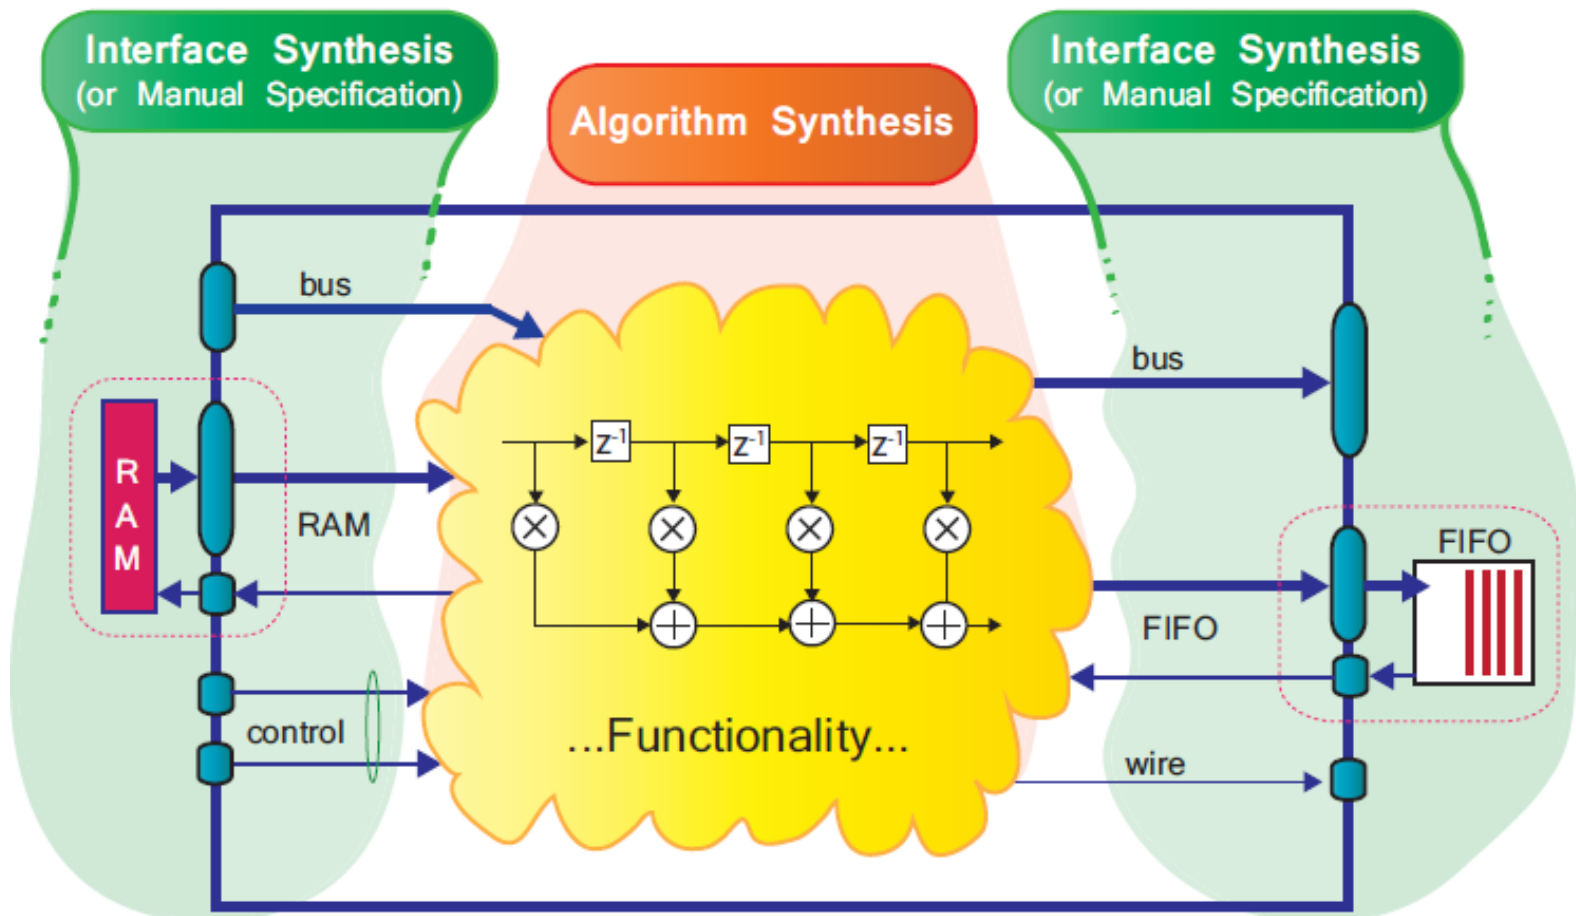 Interface Synthesis
(or Manual Specification)
Algorithm Synthesis
Interface Synthesis
(or Manual Specification)
bus
bus
RAM
RAM
z-1
z-1
z-1
FIFO
FIFO
control
...Functionality...
wire